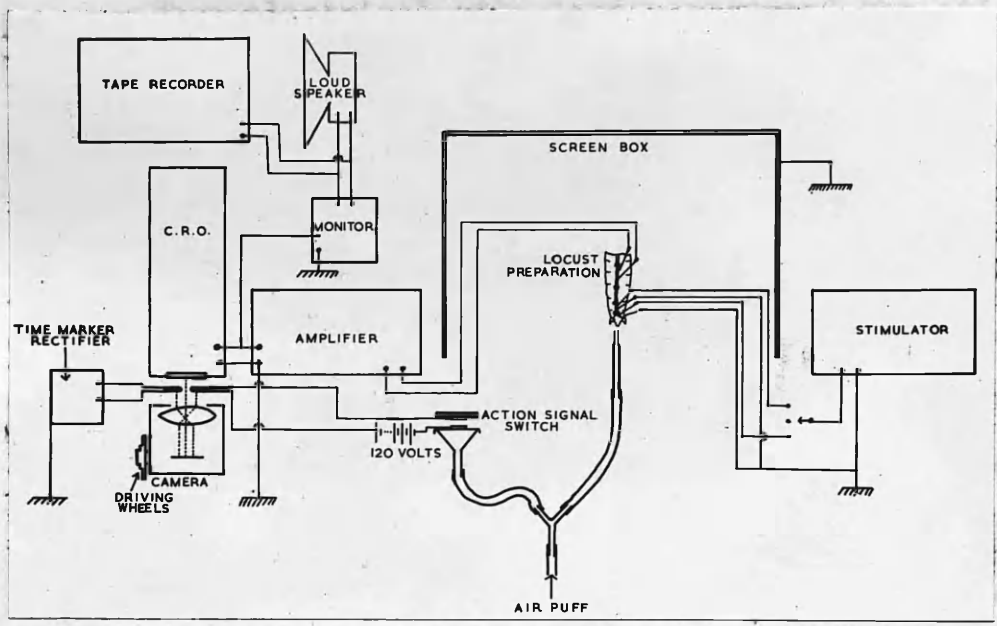 TAPE RECORDER
LOUD
SPEAKER
SCREEN BOX
C.R.O.
MONITOR
LOCUST
PREPARATION
TIME MARKER
RECTIFIER
AMPLIFIER
STIMULATOR
ACTION SIGNAL
SWITCH
120 VOLTS
CAMERA
DRIVING
WHEELS
AIR PUFF